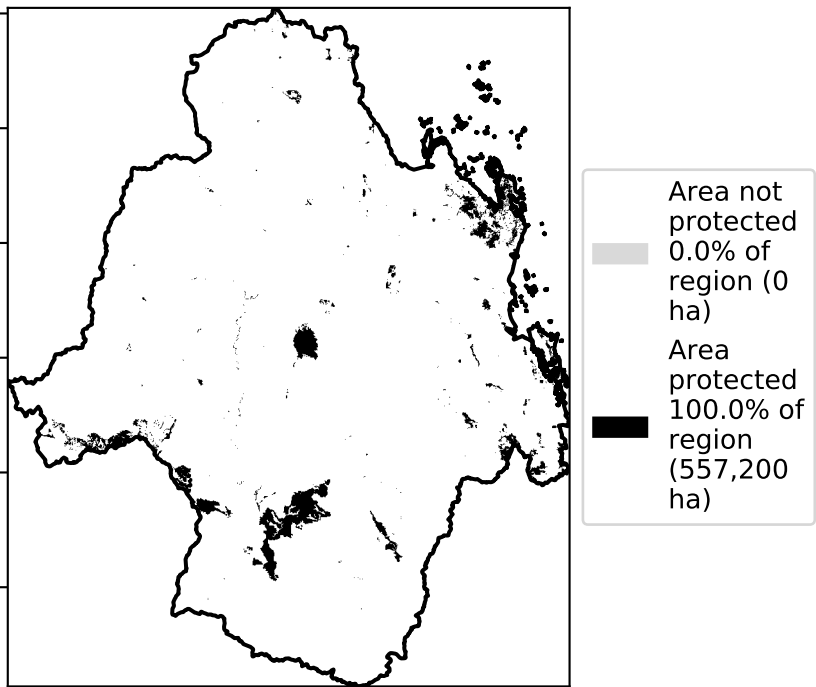 Area not
protected
0.0% of
region (0
ha)
Area
protected
100.0% of
region
(557,200
ha)